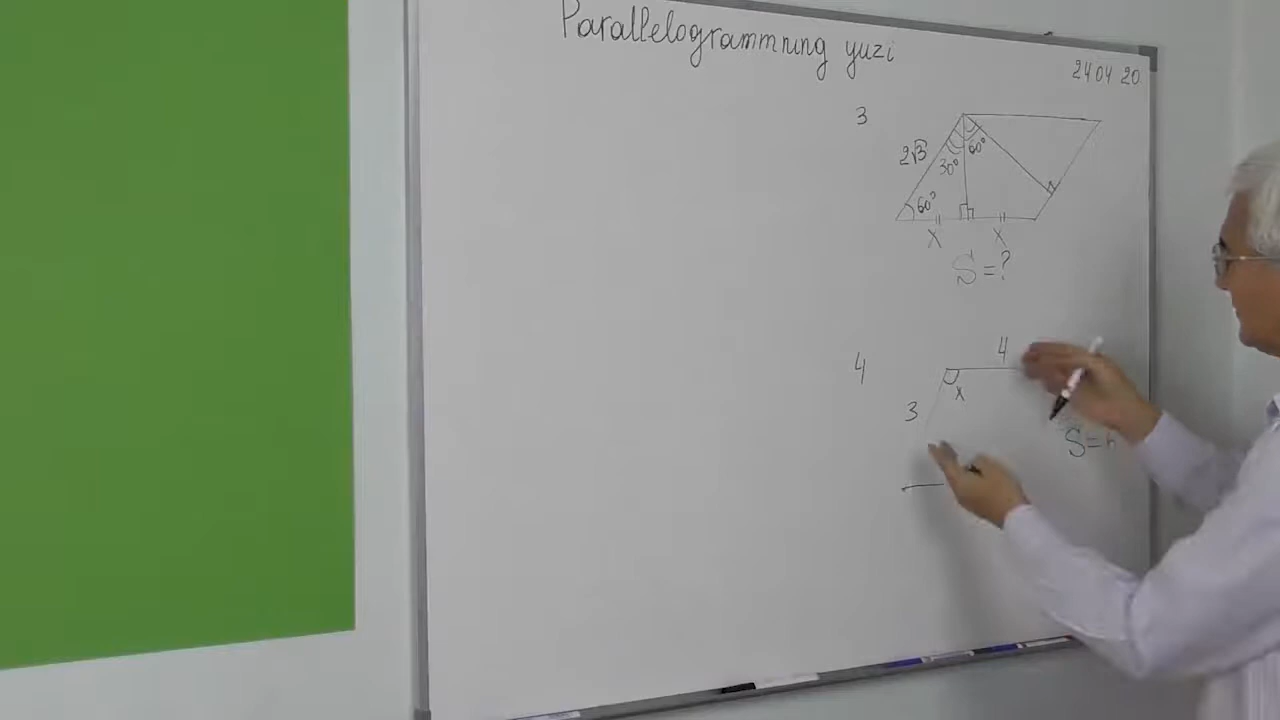 Parallelogrammning yuzi
24 04 20
3
2√3
30°
60°
60°
x
x
S=?
4
4
x
3
S=